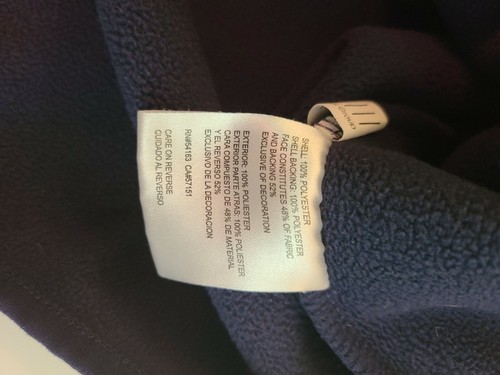 SHELL: 100% POLYESTER
SHELL BACKING: 100% POLYESTER
FACE CONSTITUTES 48% OF FABRIC
AND BACKING 52%
EXCLUSIVE OF DECORATION
EXTERIOR: 100% POLIESTER
EXTERIOR PARTE ATRAS: 100% POLIESTER
CARA COMPUESTO DE 48% DE MATERIAL
Y EL REVERSO 52%
EXCLUSIVO DE LA DECORACION
RN#54163 CA#57151
CARE ON REVERSE
CUIDADO AL REVERSO